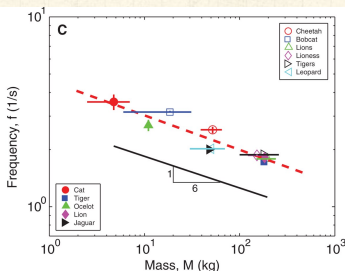 C
10¹
10⁰
Frequency, f (1/s)
Cheetah
Bobcat
Lions
Lioness
Tigers
Leopard
1
6
Cat
Tiger
Ocelot
Lion
Jaguar
10⁰ 10¹ 10² 10³
Mass, M (kg)